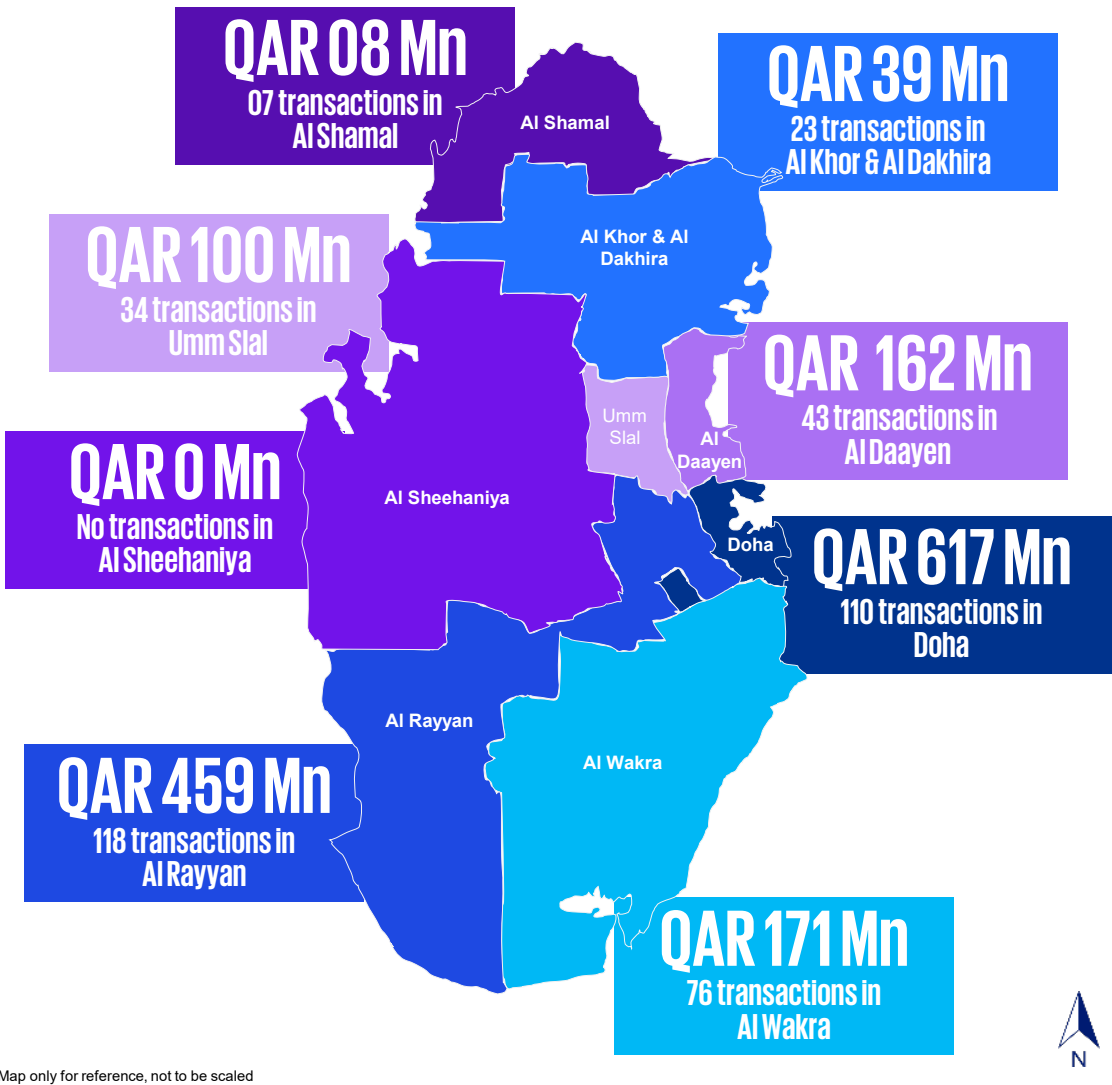 QAR 08 Mn
07 transactions in
Al Shamal
QAR 39 Mn
23 transactions in
Al Khor & Al Dakhira
Al Shamal
QAR 100 Mn
34 transactions in
Umm Slal
Al Khor & Al
Dakhira
QAR 162 Mn
43 transactions in
Al Daayen
Umm
Slal
Al
Daayen
QAR 0 Mn
No transactions in
Al Sheehaniya
Al Sheehaniya
Doha
QAR 617 Mn
110 transactions in
Doha
Al Rayyan
Al Wakra
QAR 459 Mn
118 transactions in
Al Rayyan
QAR 171 Mn
76 transactions in
Al Wakra
N
Map only for reference, not to be scaled